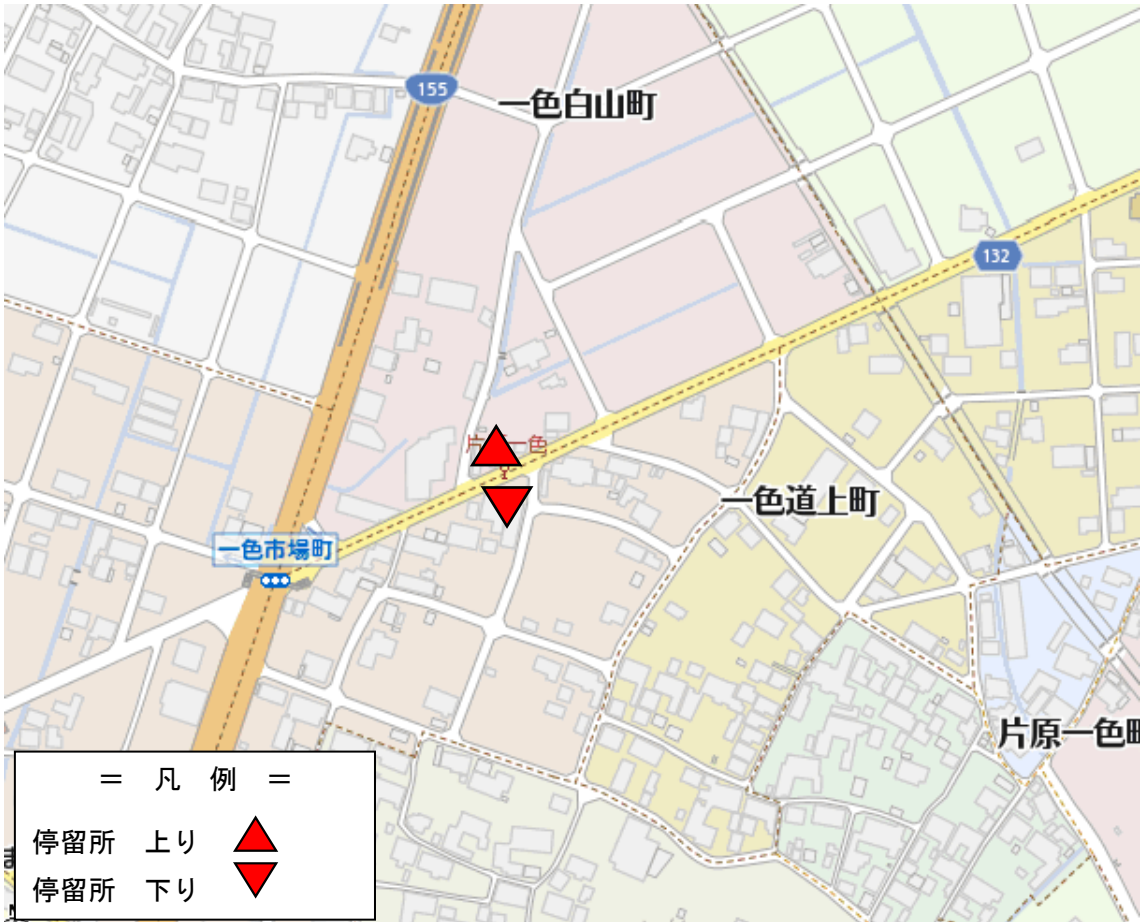 155
一色白山町
132
片原一色
一色道上町
一色市場町
片原一色町
= 凡 例 =
停留所 上り
停留所 下り